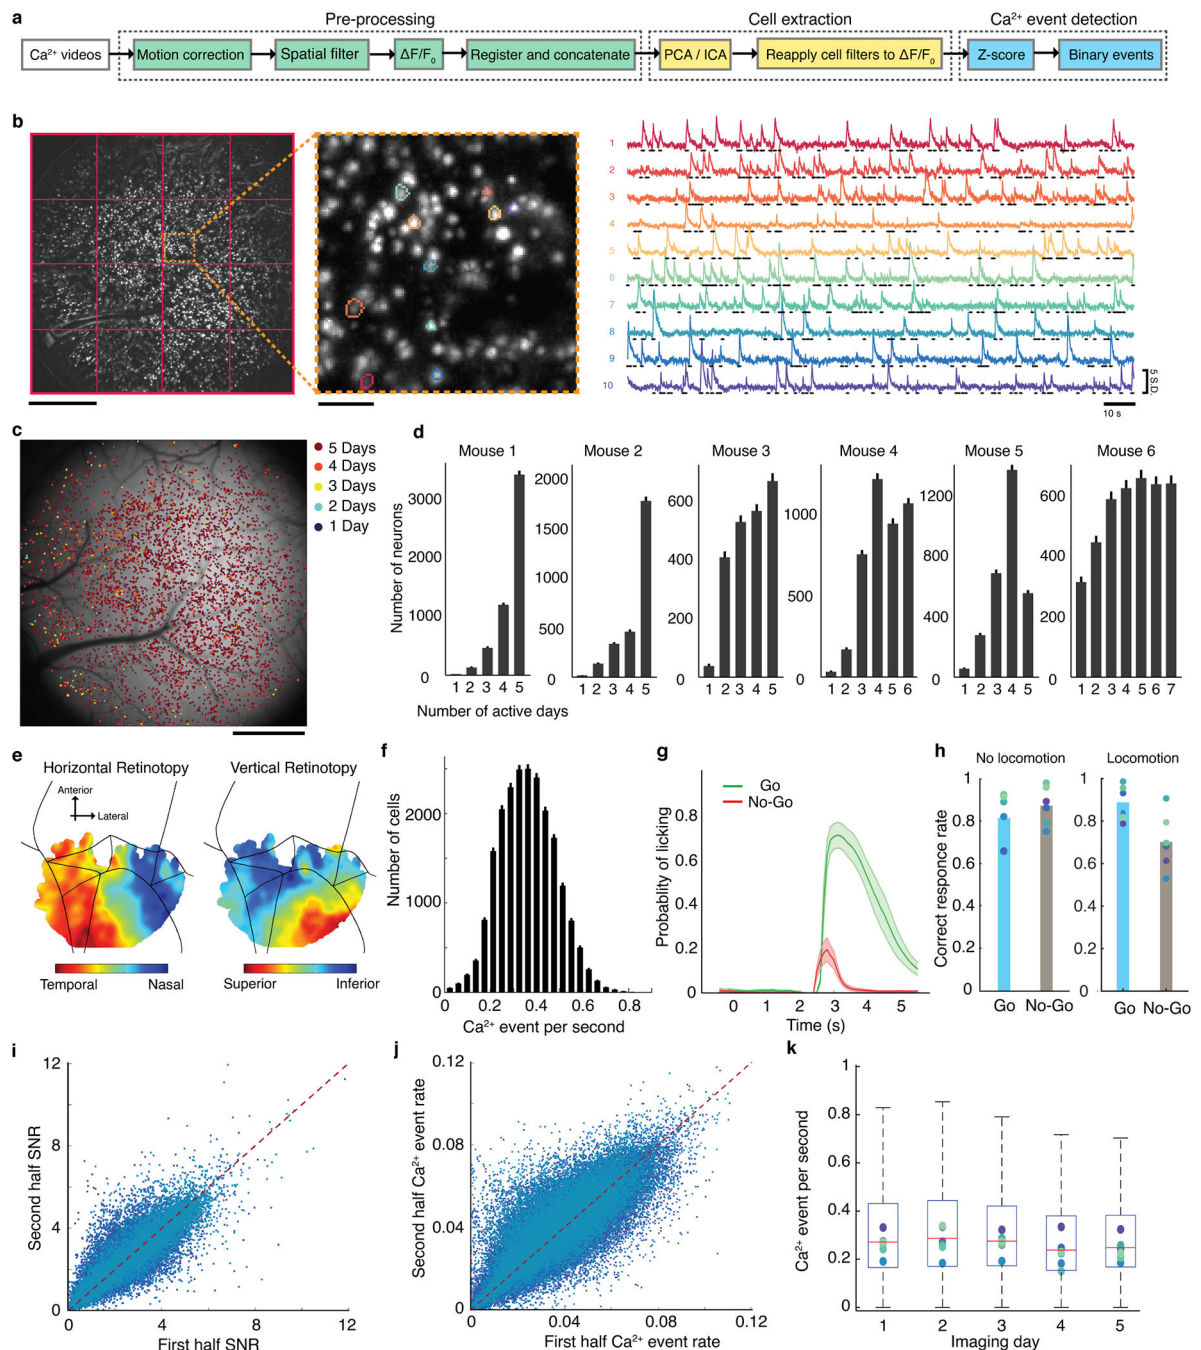 a
Pre-processing
Cell extraction
Ca²⁺ event detection
Ca²⁺ videos
Motion correction
Spatial filter
ΔF/F₀
Register and concatenate
PCA / ICA
Reapply cell filters to ΔF/F₀
Z-score
Binary events
b
1
2
3
4
5
6
7
8
9
10
5 S.D.
10 s
c
5 Days
4 Days
3 Days
2 Days
1 Day
d
Mouse 1
Mouse 2
Mouse 3
Mouse 4
Mouse 5
Mouse 6
Number of neurons
3000
2000
1000
0
1 2 3 4 5
2000
1500
1000
500
0
1 2 3 4 5
600
400
200
0
1 2 3 4 5
1000
500
0
1 2 3 4 5 6
1200
800
400
0
1 2 3 4 5
600
400
200
0
1 2 3 4 5 6 7
Number of active days
e
Horizontal Retinotopy
Vertical Retinotopy
Anterior
Lateral
Temporal
Nasal
Superior
Inferior
f
Number of cells
2000
1000
0
0 0.2 0.4 0.6 0.8
Ca²⁺ event per second
g
Go
No-Go
Probablity of licking
0.8
0.6
0.4
0.2
0
0 1 2 3 4 5
Time (s)
h
No locomotion
Locomotion
Correct responce rate
1
0.8
0.6
0.4
0.2
0
Go No-Go
1
0.8
0.6
0.4
0.2
0
Go No-Go
i
Second half SNR
12
8
4
0
0 4 8 12
First half SNR
j
Second half Ca²⁺ event rate
0.12
0.08
0.04
0
0 0.04 0.08 0.12
First half Ca²⁺ event rate
k
Ca²⁺ event per second
1
0.8
0.6
0.4
0.2
0
1 2 3 4 5
Imaging day